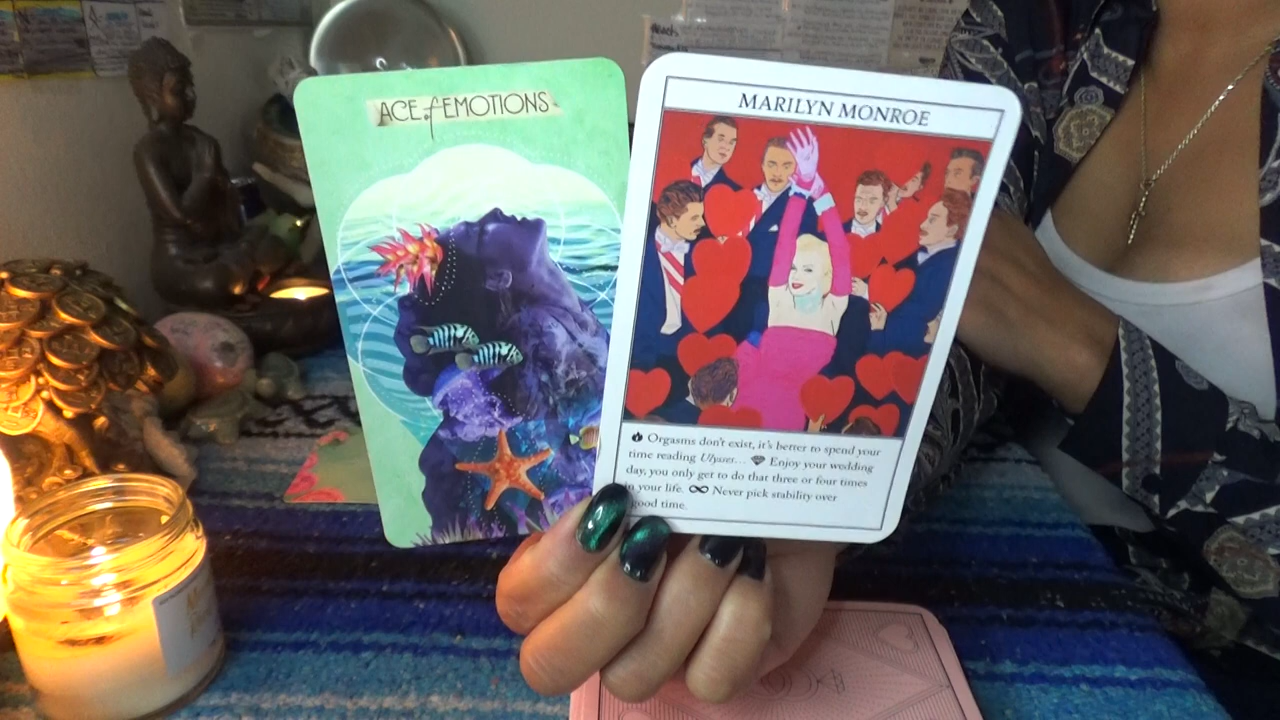 ACE of EMOTIONS
MARILYN MONROE
Orgasms don't exist, it's better to spend your
time reading Ulysses... Enjoy your wedding
day, you only get to do that three or four times
in your life. ∞ Never pick stability over
good time.